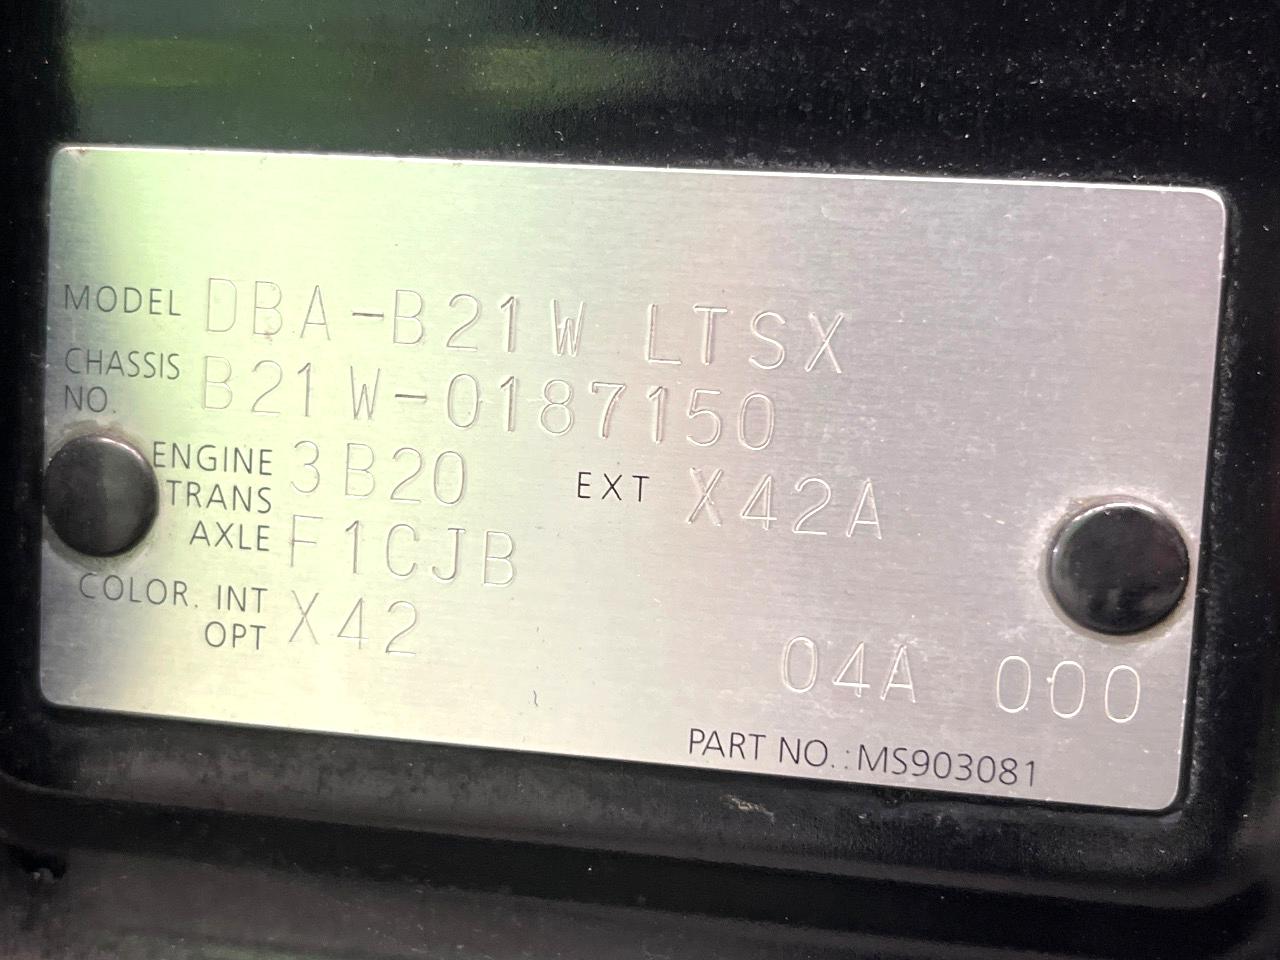 MODEL DBA-B21W LTSX
CHASSIS NO. B21W-0187150
ENGINE 3B20 EXT X42A
TRANS AXLE F1CJB
COLOR. INT OPT X42
04A 000
PART NO.:MS903081